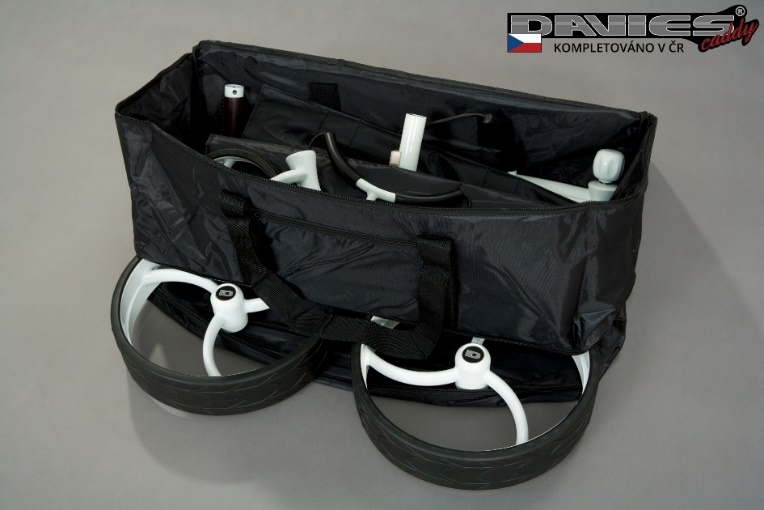 DAVIES®
caddy
KOMPLETOVÁNO V ČR
D
D